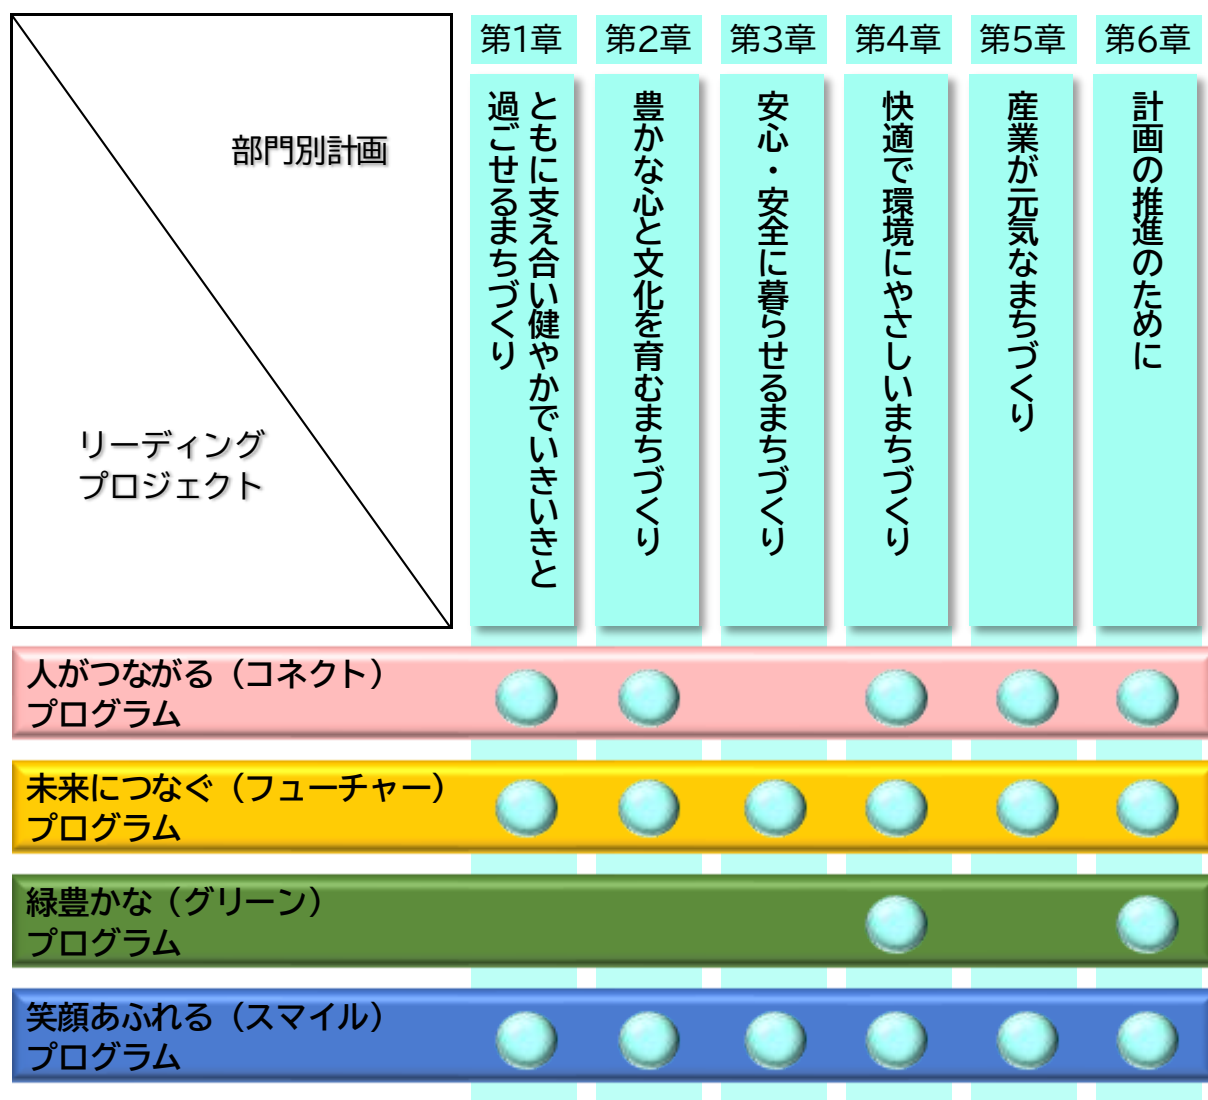 部門別計画
リーディング
プロジェクト
第1章
第2章
第3章
第4章
第5章
第6章
ともに支え合い健やかでいきいきと
過ごせるまちづくり
豊かな心と文化を育むまちづくり
安心・安全に暮らせるまちづくり
快適で環境にやさしいまちづくり
産業が元気なまちづくり
計画の推進のために
人がつながる（コネクト）
プログラム
未来につなぐ（フューチャー）
プログラム
緑豊かな（グリーン）
プログラム
笑顔あふれる（スマイル）
プログラム